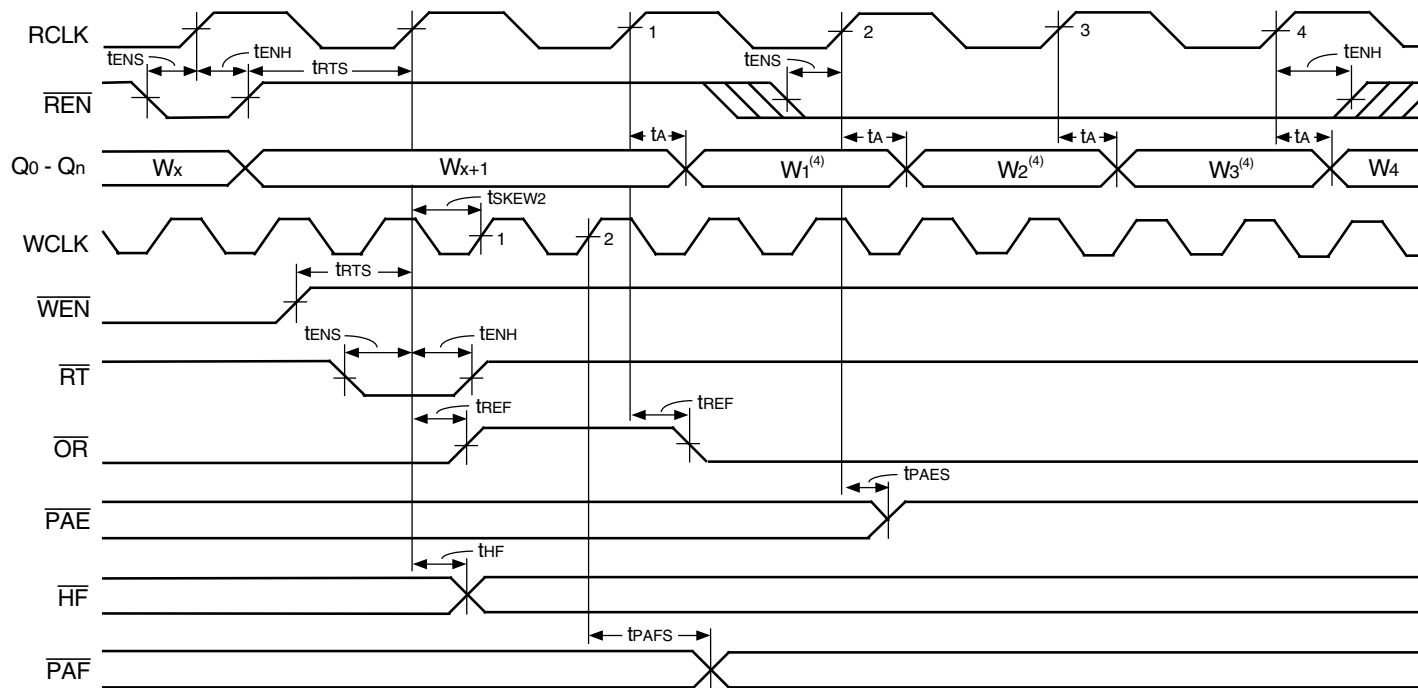 RCLK
1
2
3
4
tENS
tENH
tRTS
tENS
tENH
REN
tA
tA
tA
tA
Q0 - Qn
Wx
Wx+1
W1(4)
W2(4)
W3(4)
W4
tSKEW2
WCLK
1
2
tRTS
WEN
tENS
tENH
RT
tREF
tREF
OR
tPAES
PAE
tHF
HF
tPAFS
PAF